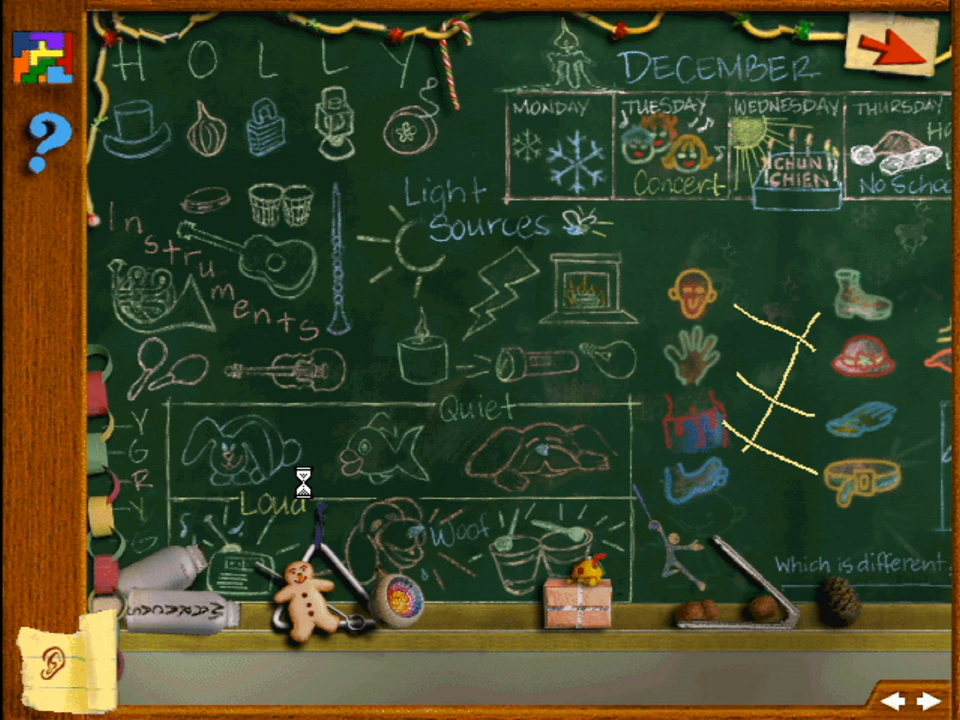 H O L L Y
DECEMBER
MONDAY TUESDAY WEDNESDAY THURSDAY
Concert
CHUN
CHIEN
No School
Light
Sources
Instruments
Quiet
Y
G
R
Y
G
Loud
Woof
Which is different
MARACUES